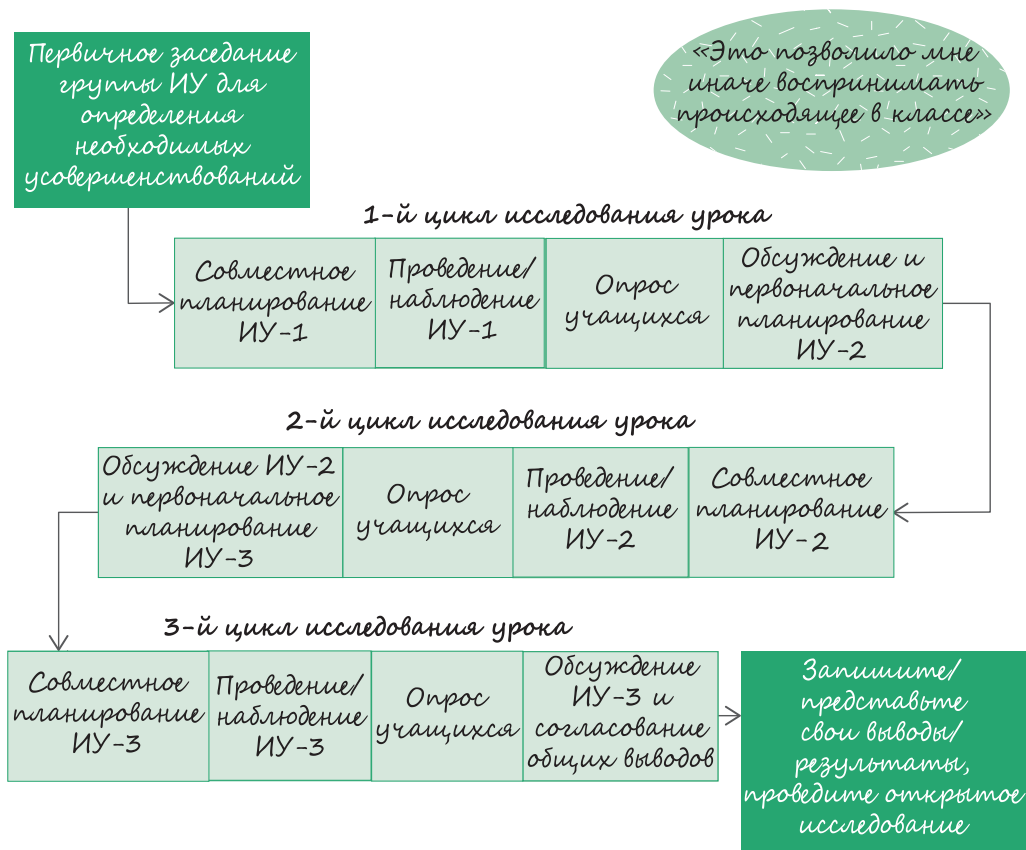 Первичное заседание
группы ИУ для
определения
необходимых
усовершенствований
«Это позволило мне
иначе воспринимать
происходящее в классе»
1-й цикл исследования урока
Совместное
планирование
ИУ-1
Проведение/
наблюдение
ИУ-1
Опрос
учащихся
Обсуждение и
первоначальное
планирование
ИУ-2
2-й цикл исследования урока
Обсуждение ИУ-2
и первоначальное
планирование
ИУ-3
Опрос
учащихся
Проведение/
наблюдение
ИУ-2
Совместное
планирование
ИУ-2
3-й цикл исследования урока
Совместное
планирование
ИУ-3
Проведение/
наблюдение
ИУ-3
Опрос
учащихся
Обсуждение
ИУ-3 и
согласование
общих выводов
Запишите/
представьте
свои выводы/
результаты,
проведите открытое
исследование